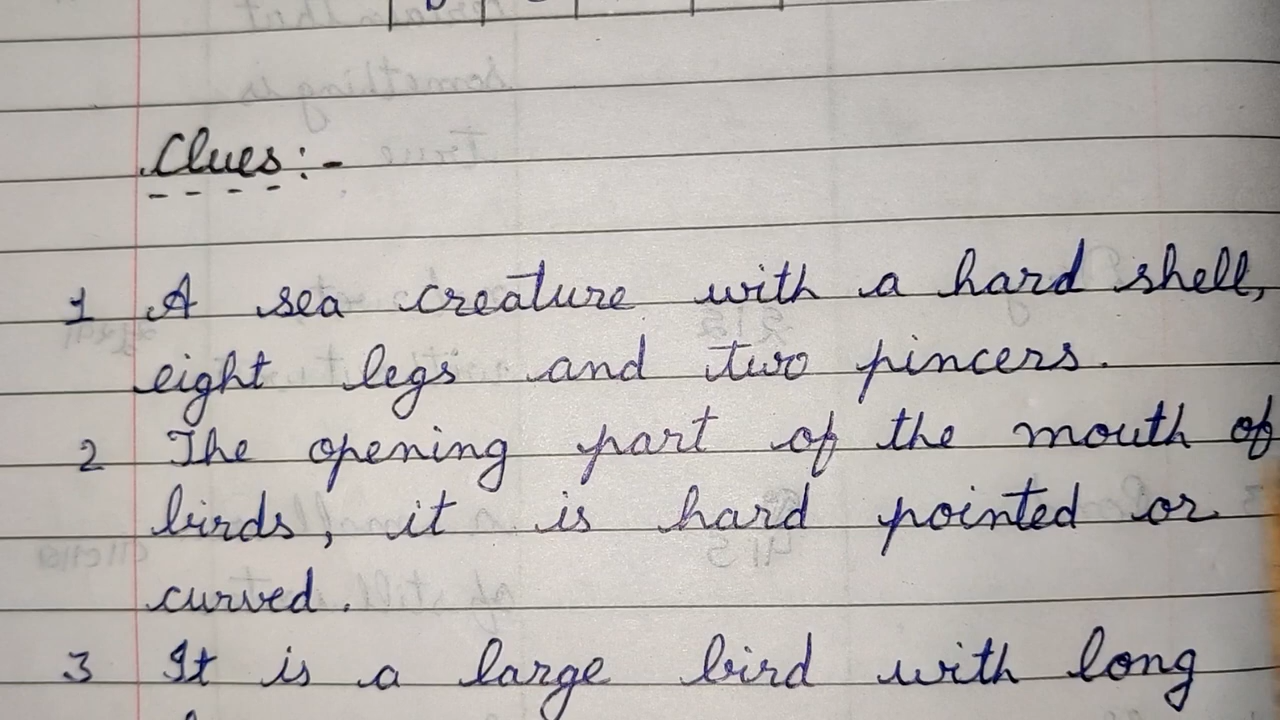 Clues:-
1 A sea creature with a hard shell,
eight legs and two pincers.
2 The opening part of the mouth of
birds, it is hard pointed or
curved.
3 It is a large bird with long